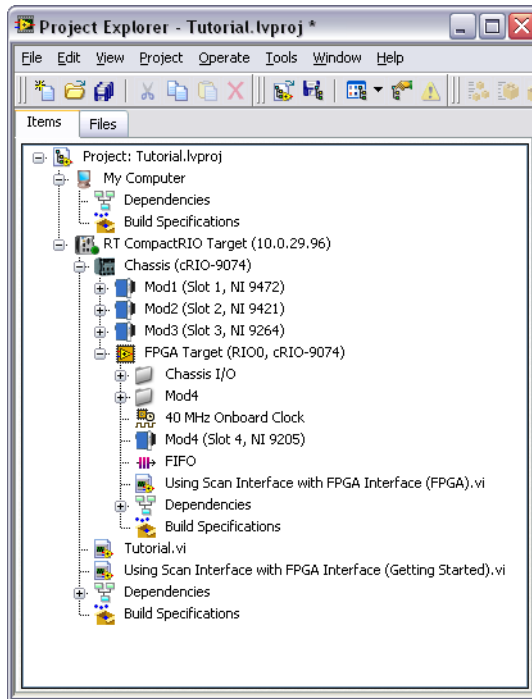 Project Explorer - Tutorial.lvproj *
File Edit View Project Operate Tools Window Help
Items Files
Project: Tutorial.lvproj
My Computer
Dependencies
Build Specifications
RT CompactRIO Target (10.0.29.96)
Chassis (cRIO-9074)
Mod1 (Slot 1, NI 9472)
Mod2 (Slot 2, NI 9421)
Mod3 (Slot 3, NI 9264)
FPGA Target (RIO0, cRIO-9074)
Chassis I/O
Mod4
40 MHz Onboard Clock
Mod4 (Slot 4, NI 9205)
FIFO
Using Scan Interface with FPGA Interface (FPGA).vi
Dependencies
Build Specifications
Tutorial.vi
Using Scan Interface with FPGA Interface (Getting Started).vi
Dependencies
Build Specifications